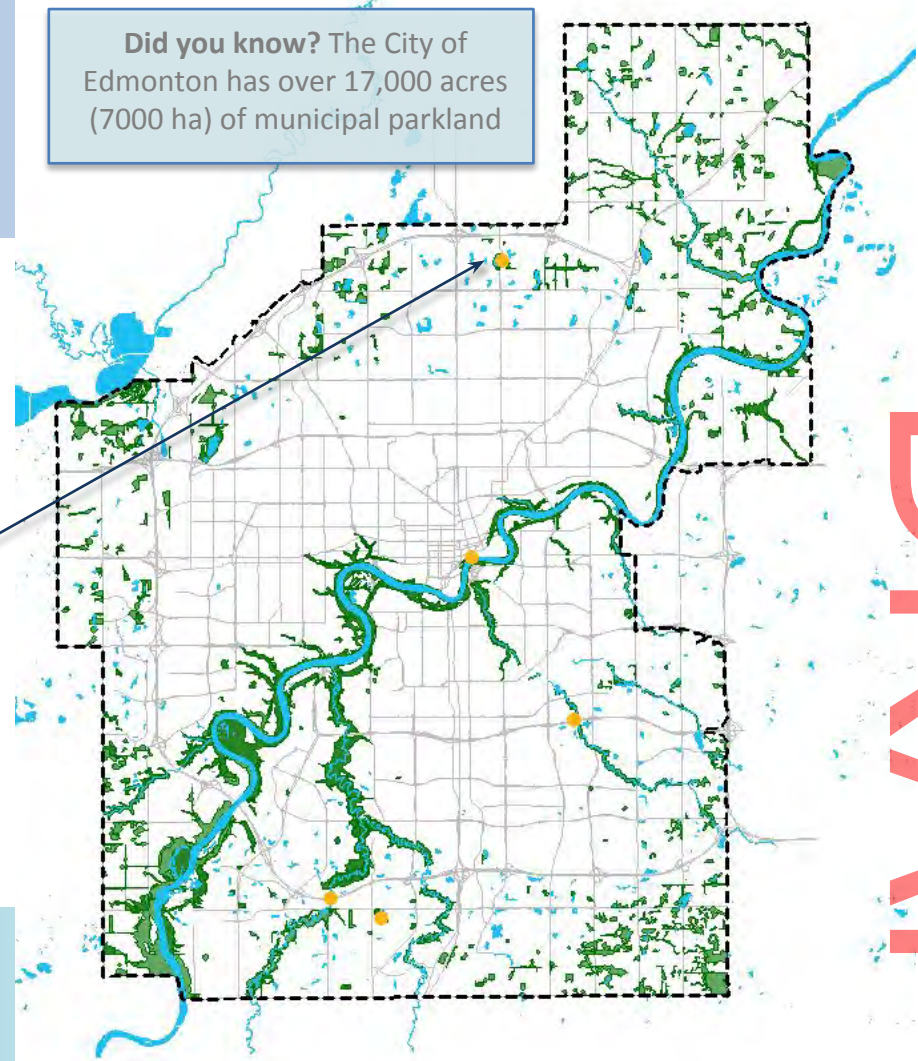 Did you know? The City of
Edmonton has over 17,000 acres
(7000 ha) of municipal parkland